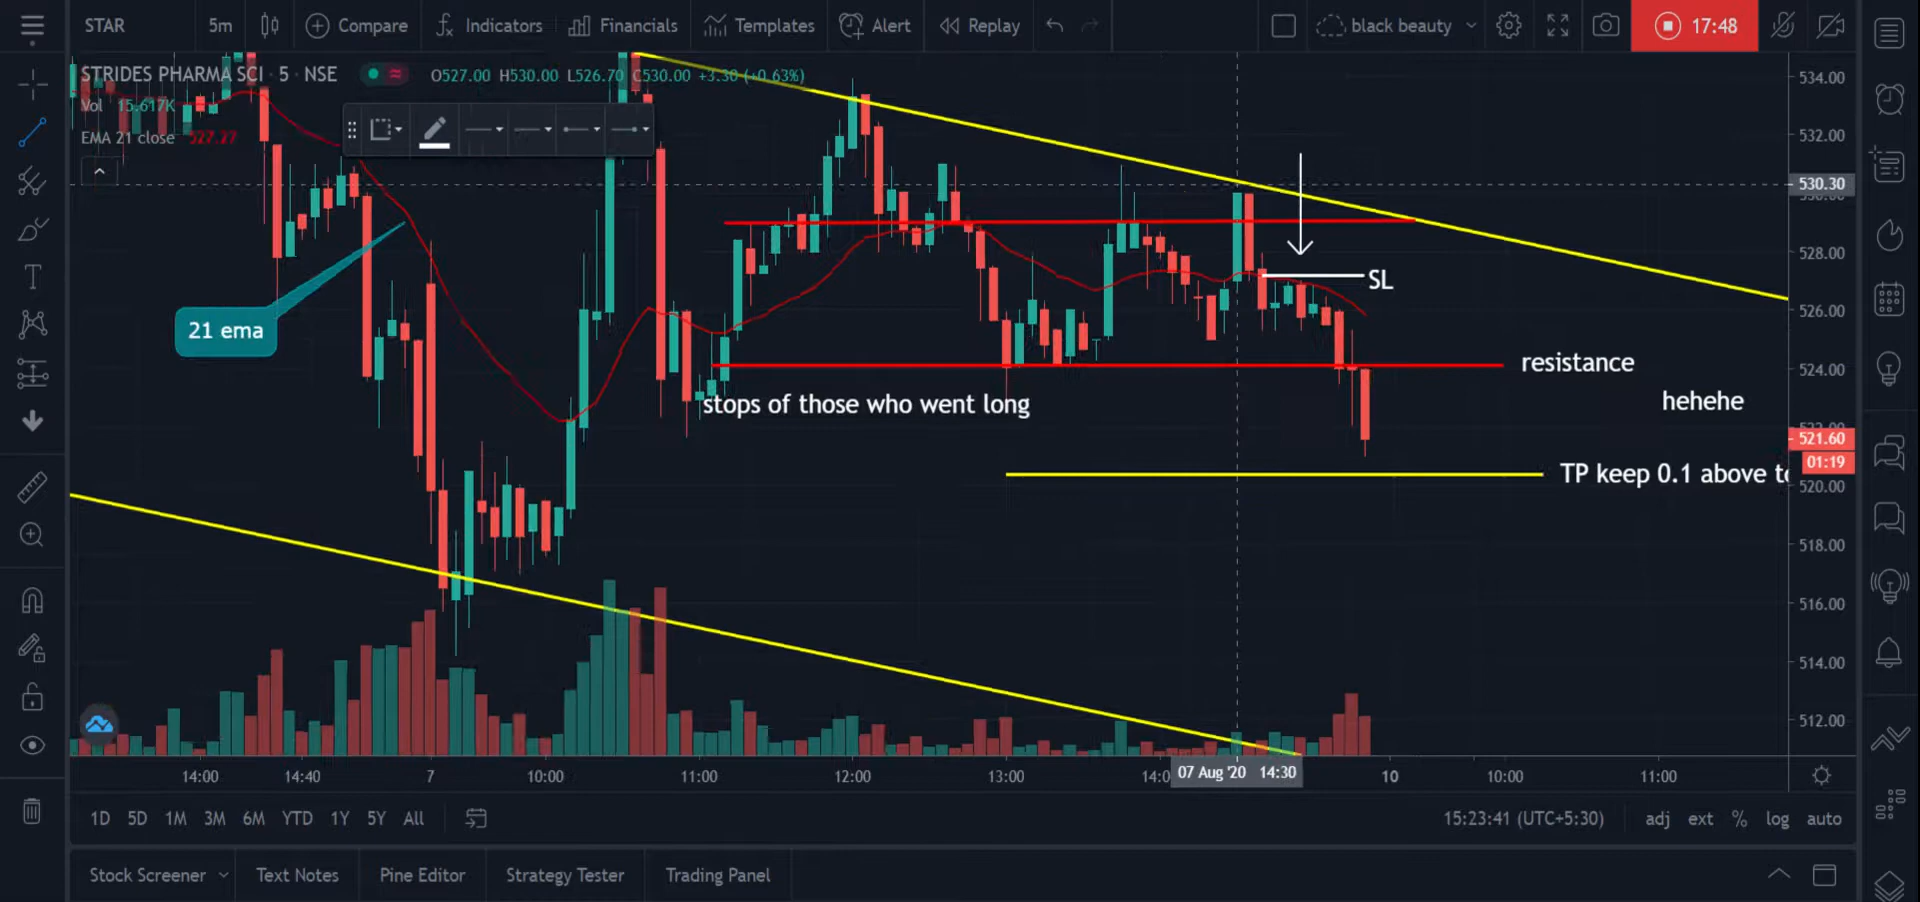 STAR 5m Compare Indicators Financials Templates Alert Replay black beauty 17:48
STRIDES PHARMA SCI · 5 · NSE O527.00 H530.00 L526.70 C530.00 +3.30 (+0.63%)
Vol 15.617K
EMA 21 close 527.27
534.00
532.00
530.30
528.00
526.00
524.00
521.60
01:19
520.00
518.00
516.00
514.00
512.00
21 ema
SL
resistance
hehehe
stops of those who went long
TP keep 0.1 above
14:00 14:40 7 10:00 11:00 12:00 13:00 07 Aug '20 14:30 10 10:00 11:00
1D 5D 1M 3M 6M YTD 1Y 5Y All 15:23:41 (UTC+5:30) adj ext % log auto
Stock Screener Text Notes Pine Editor Strategy Tester Trading Panel